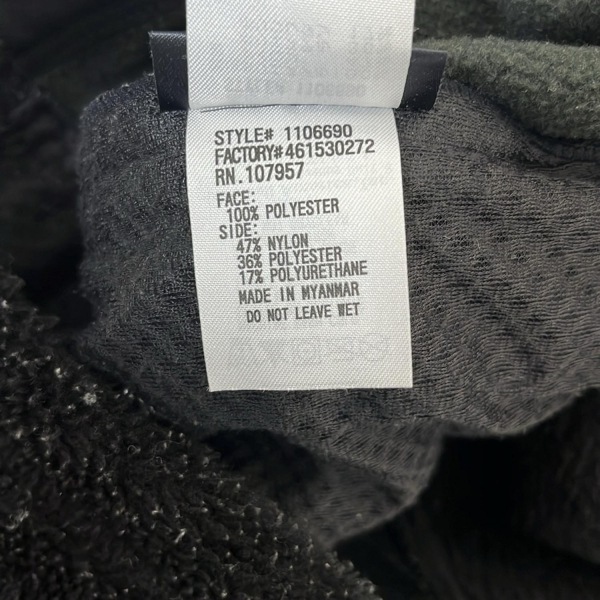 STYLE# 1106690
FACTORY#461530272
RN.107957
FACE:
100% POLYESTER
SIDE:
47% NYLON
36% POLYESTER
17% POLYURETHANE
MADE IN MYANMAR
DO NOT LEAVE WET